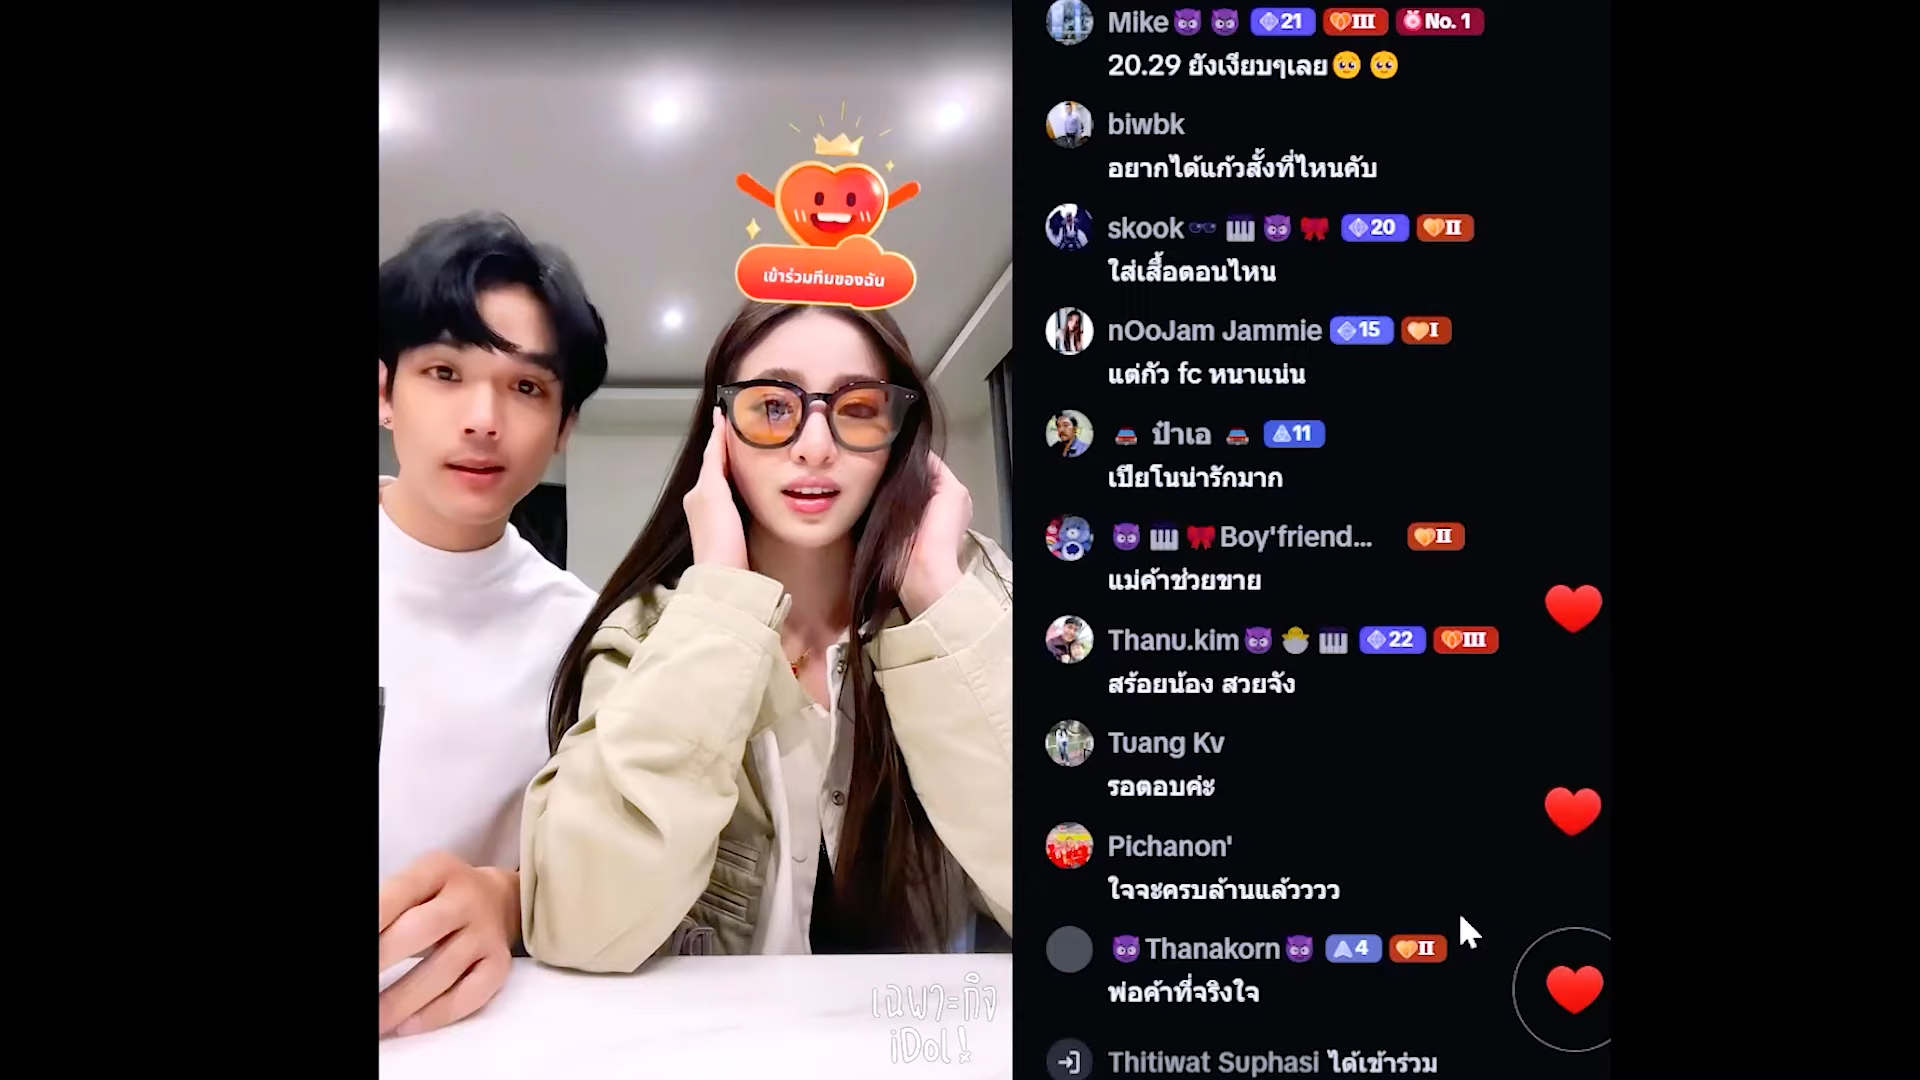 เข้าร่วมทีมของฉัน
เฉพาะกิจ
iDol!
Mike 21 III No. 1
20.29 ยังเงียบๆเลย
biwbk
อยากได้แก้วสั้งที่ไหนคับ
skook 20 II
ใส่เสื้อตอนไหน
nOoJam Jammie 15 I
แต่กัว fc หนาแน่น
ป๋าเอ 11
เปียโนน่ารักมาก
Boy'friend... II
แม่ค้าช่วยขาย
Thanu.kim 22 III
สร้อยน้อง สวยจัง
Tuang Kv
รอตอบค่ะ
Pichanon'
ใจจะครบล้านแล้วววว
Thanakorn 4 II
พ่อค้าที่จริงใจ
Thitiwat Suphasi ได้เข้าร่วม